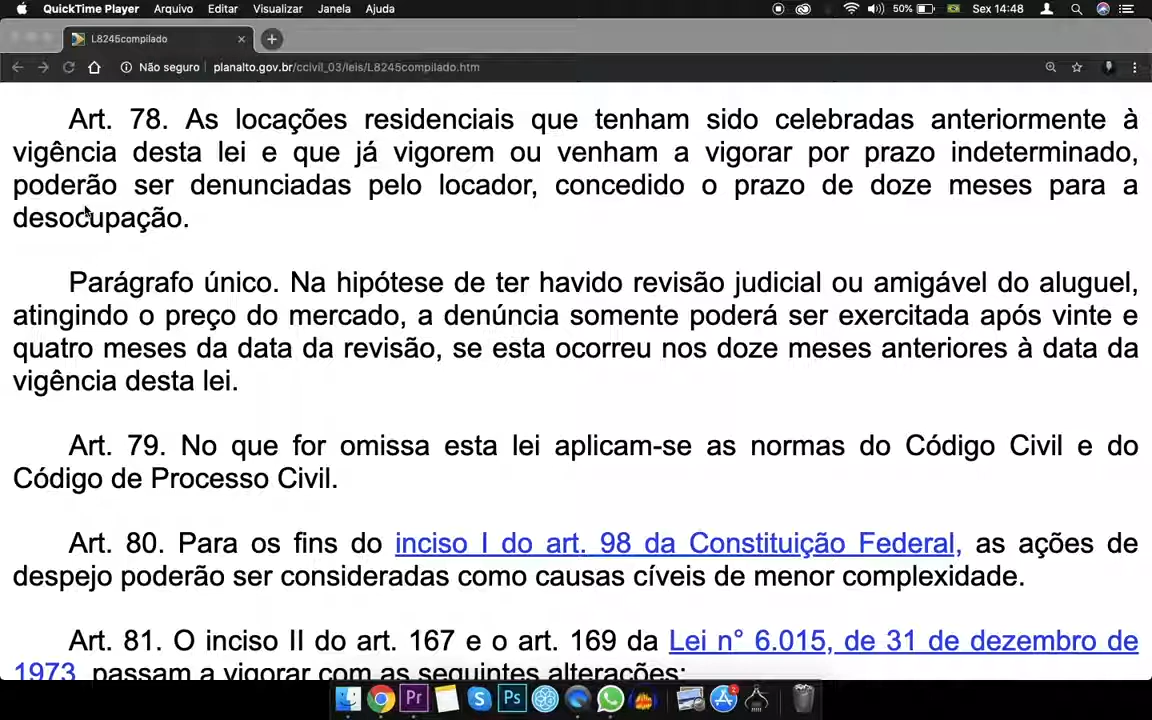 QuickTime Player Arquivo Editar Visualizar Janela Ajuda 50% Sex 14:48
L8245compilado
Não seguro planalto.gov.br/ccivil_03/leis/L8245compilado.htm
Art. 78. As locações residenciais que tenham sido celebradas anteriormente à
vigência desta lei e que já vigorem ou venham a vigorar por prazo indeterminado,
poderão ser denunciadas pelo locador, concedido o prazo de doze meses para a
desocupação.
Parágrafo único. Na hipótese de ter havido revisão judicial ou amigável do aluguel,
atingindo o preço do mercado, a denúncia somente poderá ser exercitada após vinte e
quatro meses da data da revisão, se esta ocorreu nos doze meses anteriores à data da
vigência desta lei.
Art. 79. No que for omissa esta lei aplicam-se as normas do Código Civil e do
Código de Processo Civil.
Art. 80. Para os fins do inciso I do art. 98 da Constituição Federal, as ações de
despejo poderão ser consideradas como causas cíveis de menor complexidade.
Art. 81. O inciso II do art. 167 e o art. 169 da Lei n° 6.015, de 31 de dezembro de
1973, passam a vigorar com as seguintes alterações:
Pr S Ps 2